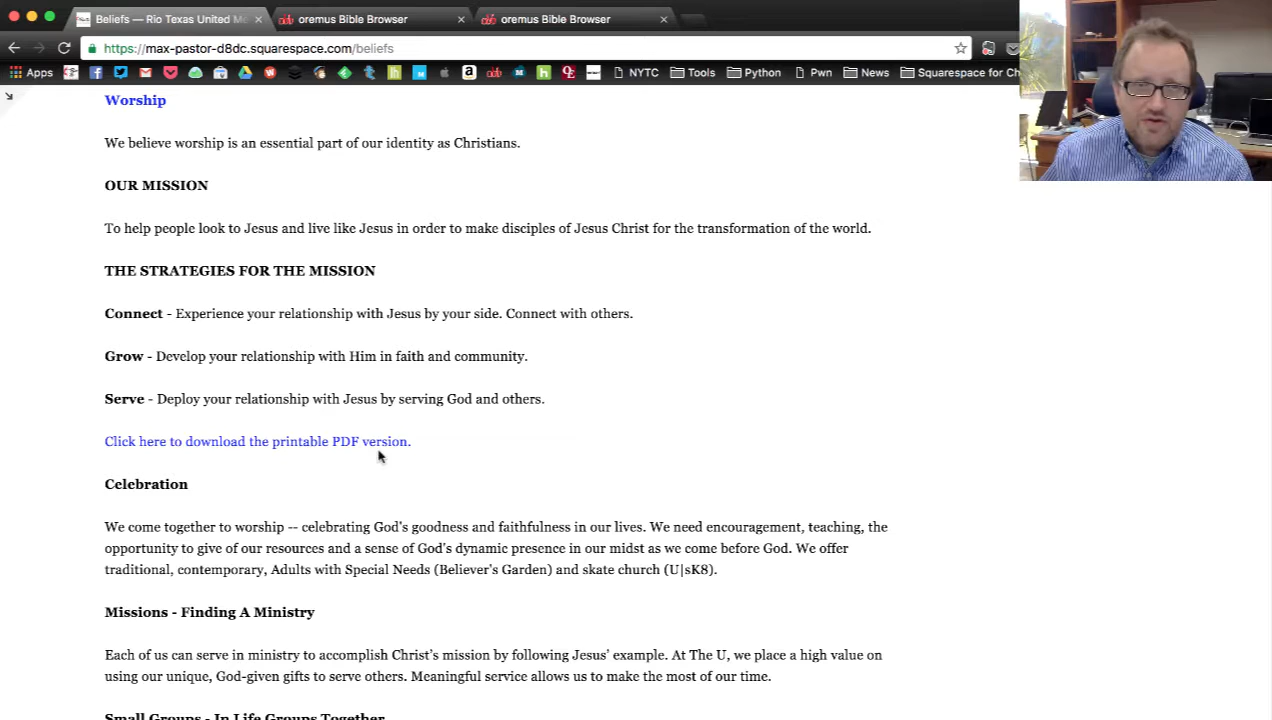 Beliefs — Rio Texas United Me
oremus Bible Browser
oremus Bible Browser
https://max-pastor-d8dc.squarespace.com/beliefs
Apps
NYTC
Tools
Python
Pwn
News
Squarespace for Ch
Worship
We believe worship is an essential part of our identity as Christians.
OUR MISSION
To help people look to Jesus and live like Jesus in order to make disciples of Jesus Christ for the transformation of the world.
THE STRATEGIES FOR THE MISSION
Connect - Experience your relationship with Jesus by your side. Connect with others.
Grow - Develop your relationship with Him in faith and community.
Serve - Deploy your relationship with Jesus by serving God and others.
Click here to download the printable PDF version.
Celebration
We come together to worship -- celebrating God's goodness and faithfulness in our lives. We need encouragement, teaching, the
opportunity to give of our resources and a sense of God's dynamic presence in our midst as we come before God. We offer
traditional, contemporary, Adults with Special Needs (Believer's Garden) and skate church (U|sK8).
Missions - Finding A Ministry
Each of us can serve in ministry to accomplish Christ's mission by following Jesus' example. At The U, we place a high value on
using our unique, God-given gifts to serve others. Meaningful service allows us to make the most of our time.
Small Groups - In Life Groups Together